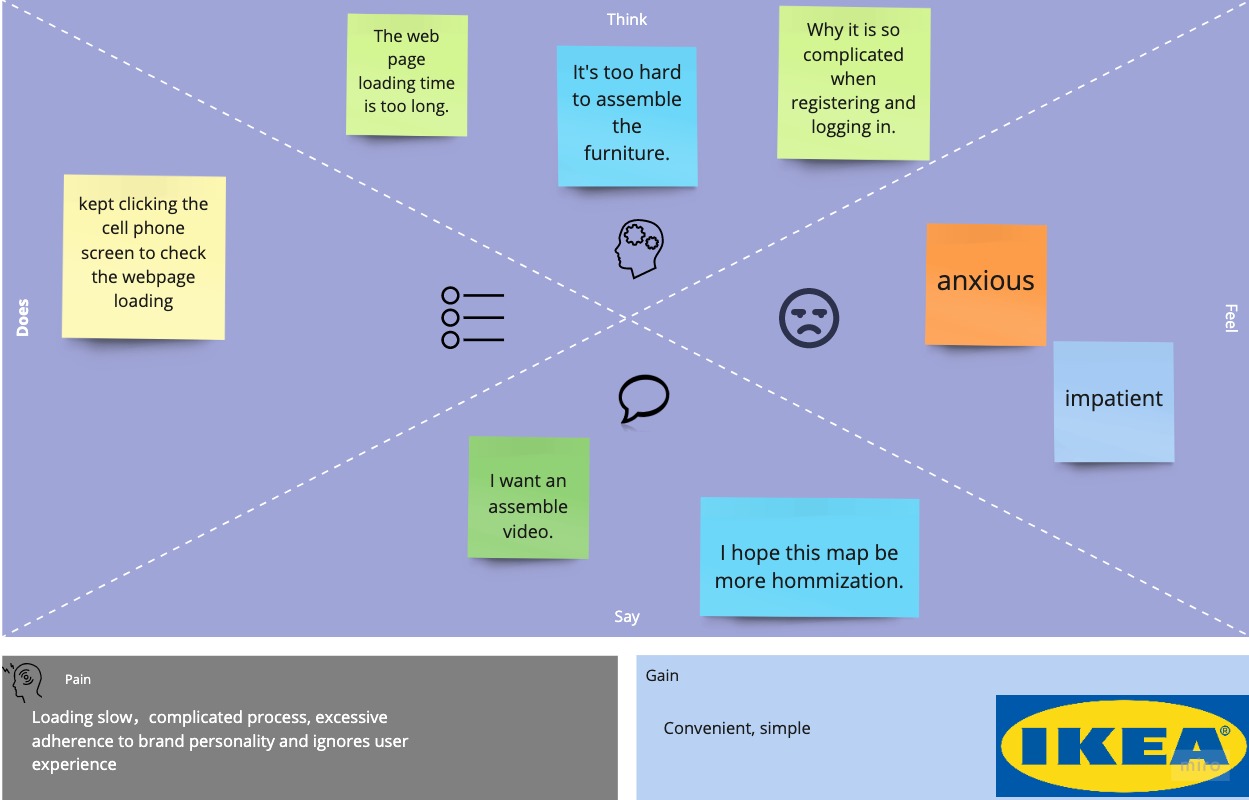 Think
The web
page
loading time
is too long.
It's too hard
to assemble
the
furniture.
Why it is so
complicated
when
registering and
logging in.
Does
kept clicking the
cell phone
screen to check
the webpage
loading
anxious
impatient
Feel
I want an
assemble
video.
I hope this map be
more hommization.
Say
Pain
Loading slow，complicated process, excessive
adherence to brand personality and ignores user
experience
Gain
Convenient, simple
IKEA®
miro